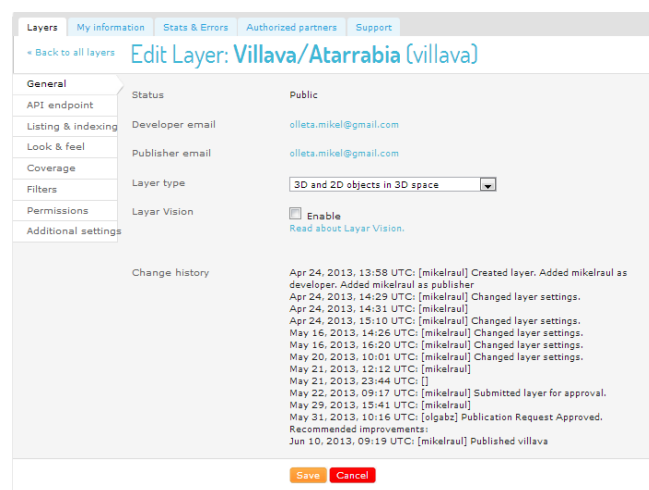 Layers My information Stats & Errors Authorized partners Support
« Back to all layers Edit Layer: Villava/Atarrabia (villava)
General
API endpoint
Listing & indexing
Look & feel
Coverage
Filters
Permissions
Additional settings
Status Public
Developer email olleta.mikel@gmail.com
Publisher email olleta.mikel@gmail.com
Layer type 3D and 2D objects in 3D space
Layar Vision Enable
Read about Layar Vision.
Change history Apr 24, 2013, 13:58 UTC: [mikelraul] Created layer. Added mikelraul as
developer. Added mikelraul as publisher
Apr 24, 2013, 14:29 UTC: [mikelraul] Changed layer settings.
Apr 24, 2013, 14:31 UTC: [mikelraul]
Apr 24, 2013, 15:10 UTC: [mikelraul] Changed layer settings.
May 16, 2013, 14:26 UTC: [mikelraul] Changed layer settings.
May 16, 2013, 16:20 UTC: [mikelraul] Changed layer settings.
May 20, 2013, 10:01 UTC: [mikelraul] Changed layer settings.
May 21, 2013, 12:12 UTC: [mikelraul]
May 21, 2013, 23:44 UTC: []
May 22, 2013, 09:17 UTC: [mikelraul] Submitted layer for approval.
May 29, 2013, 15:41 UTC: [mikelraul]
May 31, 2013, 10:16 UTC: [olgabz] Publication Request Approved.
Recommended improvements:
Jun 10, 2013, 09:19 UTC: [mikelraul] Published villava
Save Cancel